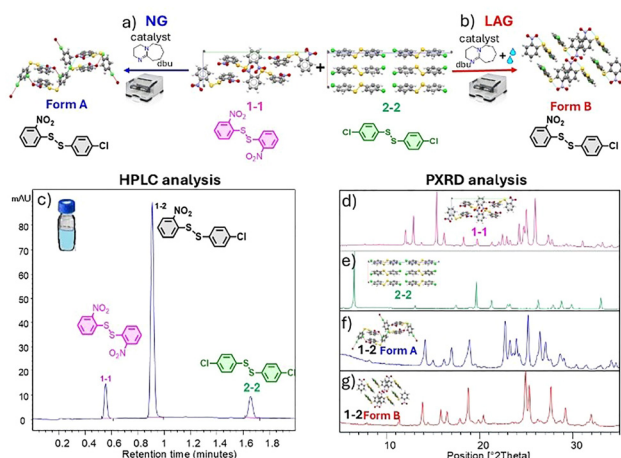 a) NG
catalyst
dbu
Form A
NO₂
S
S
Cl
1-1
NO₂
S
S
NO₂
+
2-2
Cl
S
S
Cl
b) LAG
catalyst
dbu
+
Form B
NO₂
S
S
Cl
HPLC analysis
c)
mAU
80
70
60
50
40
30
20
10
0
1-2
NO₂
S
S
Cl
NO₂
S
S
NO₂
1-1
Cl
S
S
Cl
2-2
0.2 0.4 0.6 0.8 1.0 1.2 1.4 1.6 1.8
Retention time (minutes)
PXRD analysis
d)
1-1
e)
2-2
f)
1-2 Form A
g)
1-2 Form B
10 20 30
Position [°2Theta]